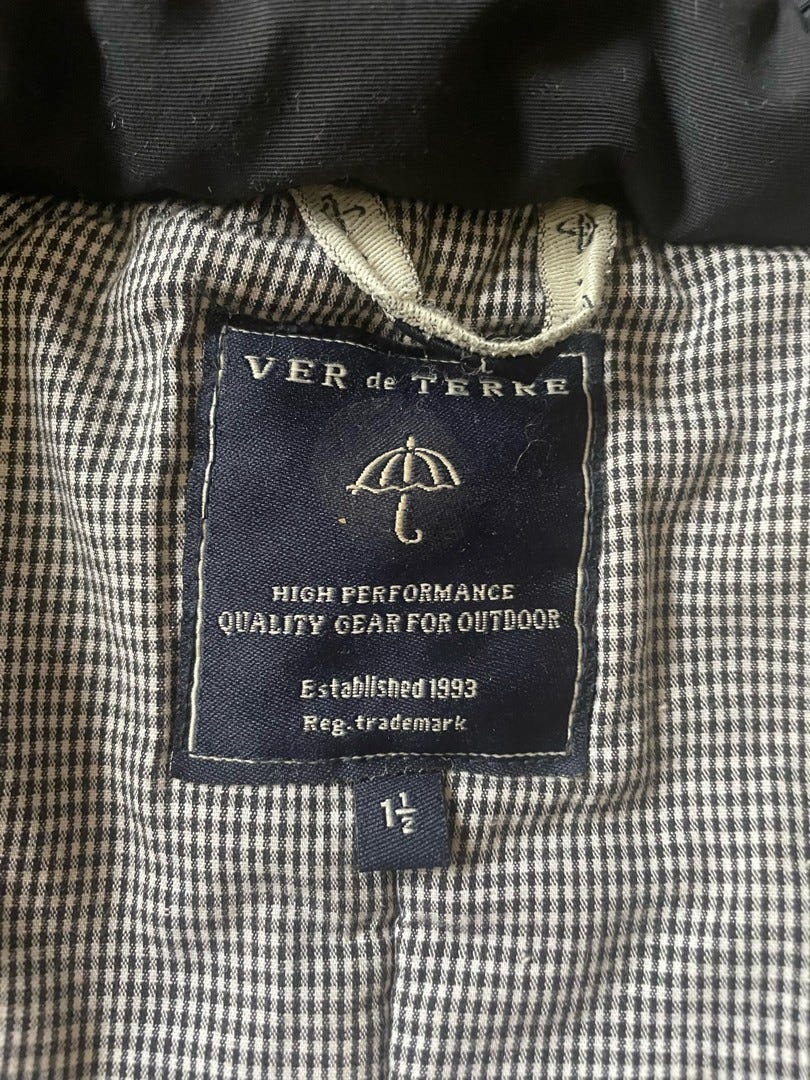 VER de TERRE
HIGH PERFORMANCE
QUALITY GEAR FOR OUTDOOR
Established 1993
Reg. trademark
1½